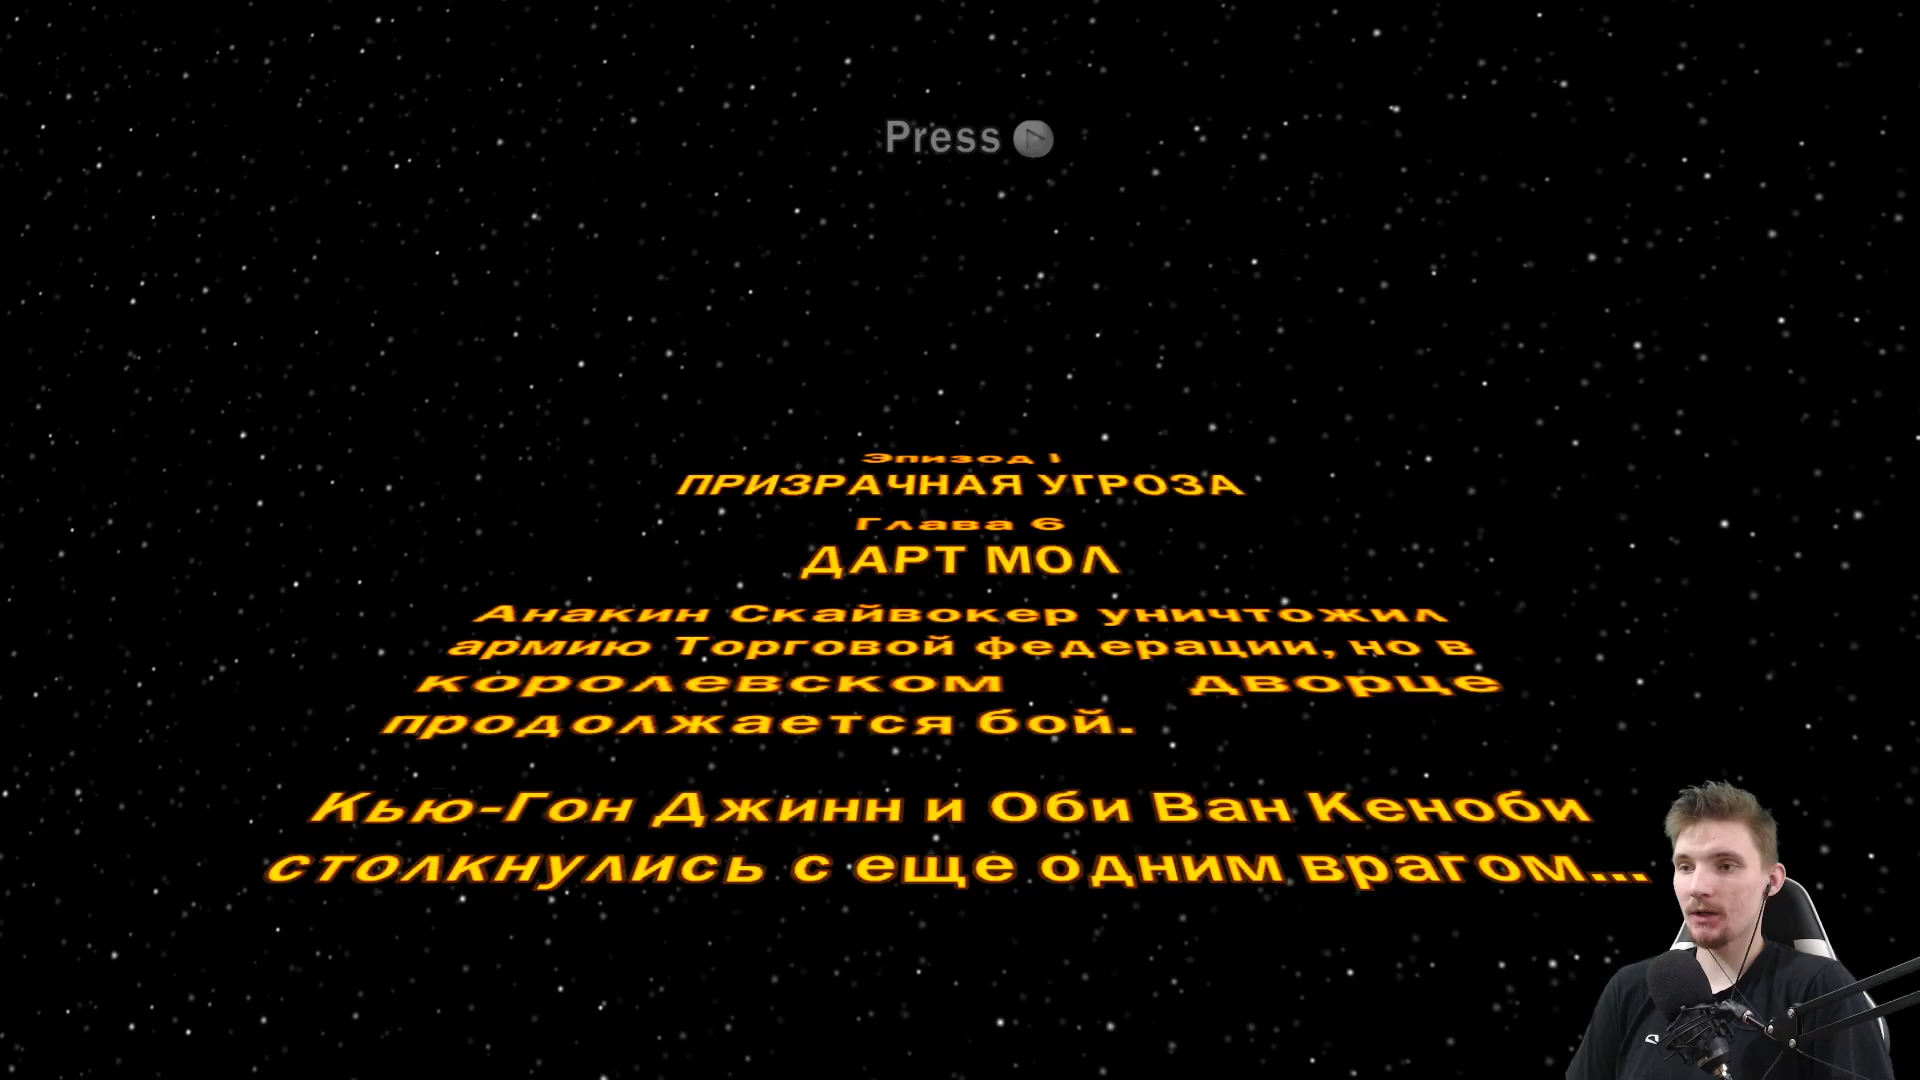 Press
Эпизод I
ПРИЗРАЧНАЯ УГРОЗА
Глава 6
ДАРТ МОЛ
Анакин Скайвокер уничтожил
армию Торговой федерации, но в
королевском дворце
продолжается бой.
Кью-Гон Джинн и Оби Ван Кеноби
столкнулись с еще одним врагом...